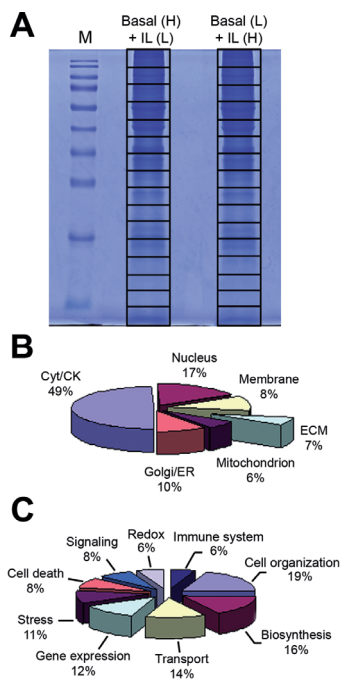 A
M
Basal (H)
+ IL (L)
Basal (L)
+ IL (H)
B
Nucleus
17%
Membrane
8%
ECM
7%
Mitochondrion
6%
Golgi/ER
10%
Cyt/CK
49%
C
Immune system
6%
Cell organization
19%
Biosynthesis
16%
Transport
14%
Gene expression
12%
Stress
11%
Cell death
8%
Signaling
8%
Redox
6%